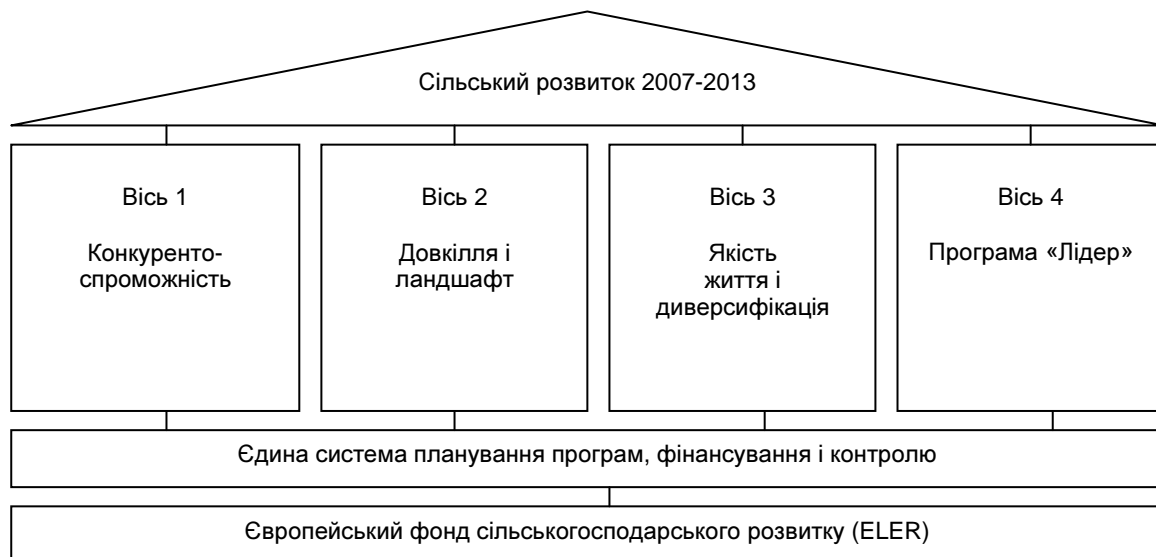 Сільський розвиток 2007-2013
Вісь 1
Конкуренто-
спроможність
Вісь 2
Довкілля і
ландшафт
Вісь 3
Якість
життя і
диверсифікація
Вісь 4
Програма «Лідер»
Єдина система планування програм, фінансування і контролю
Європейський фонд сільськогосподарського розвитку (ELER)